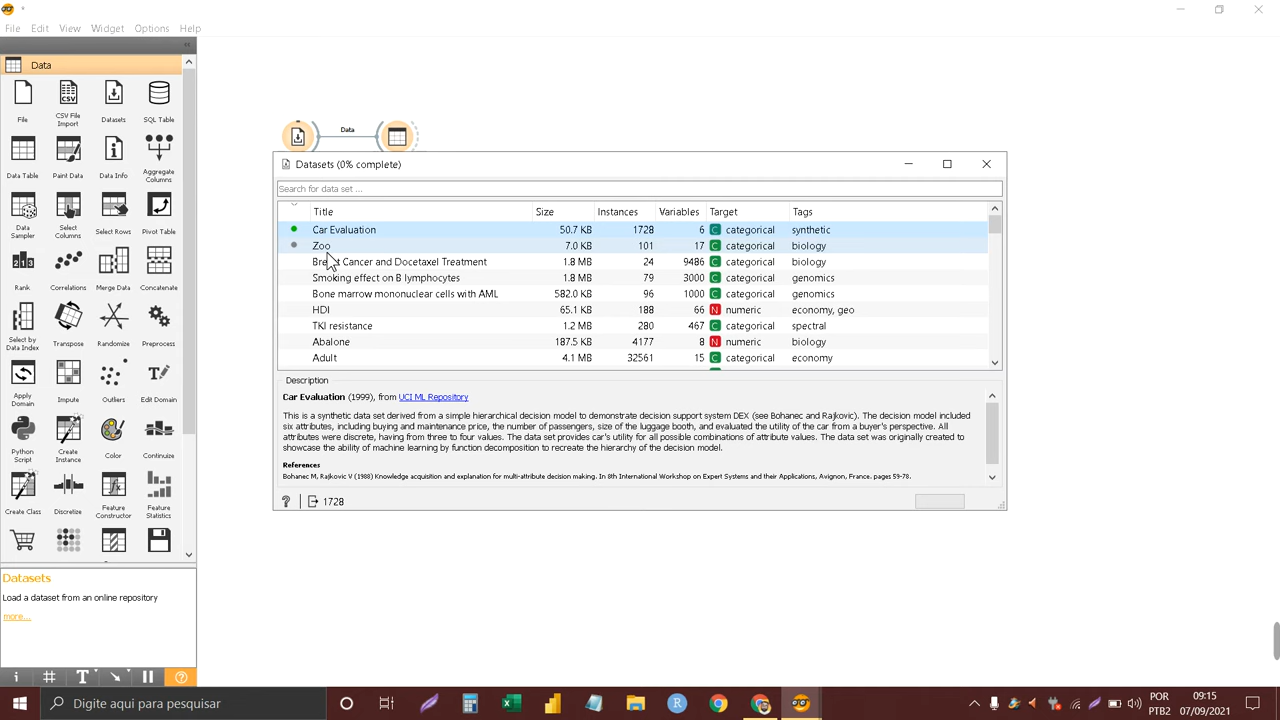 File Edit View Widget Options Help
Data
File
CSV File Import
Datasets
SQL Table
Data Table
Paint Data
Data Info
Aggregate Columns
Data Sampler
Select Columns
Select Rows
Pivot Table
Rank
Correlations
Merge Data
Concatenate
Select by Data Index
Transpose
Randomize
Preprocess
Apply Domain
Impute
Outliers
Edit Domain
Python Script
Create Instance
Color
Continuize
Create Class
Discretize
Feature Constructor
Feature Statistics
Datasets
Load a dataset from an online repository
more...
Data
Datasets (0% complete)
Search for data set ...
Title Size Instances Variables Target Tags
Car Evaluation 50.7 KB 1728 6 C categorical synthetic
Zoo 7.0 KB 101 17 C categorical biology
Breast Cancer and Docetaxel Treatment 1.8 MB 24 9486 C categorical biology
Smoking effect on B lymphocytes 1.8 MB 79 3000 C categorical genomics
Bone marrow mononuclear cells with AML 582.0 KB 96 1000 C categorical genomics
HDI 65.1 KB 188 66 N numeric economy, geo
TKI resistance 1.2 MB 280 467 C categorical spectral
Abalone 187.5 KB 4177 8 N numeric biology
Adult 4.1 MB 32561 15 C categorical economy
Description
Car Evaluation (1999), from UCI ML Repository
This is a synthetic data set derived from a simple hierarchical decision model to demonstrate decision support system DEX (see Bohanec and Rajkovic). The decision model included
six attributes, including buying and maintenance price, the number of passengers, size of the luggage booth, and evaluated the utility of the car from a buyer's perspective. All
attributes were discrete, having from three to four values. The data set provides car's utility for all possible combinations of attribute values. The data set was originally created to
showcase the ability of machine learning by function decomposition to recreate the hierarchy of the decision model.
References
Bohanec M, Rajkovic V (1988) Knowledge acquisition and explanation for multi-attribute decision making. In 8th International Workshop on Expert Systems and their Applications, Avignon, France. pages 59-78.
? 1728
Digite aqui para pesquisar
POR
PTB2
09:15
07/09/2021